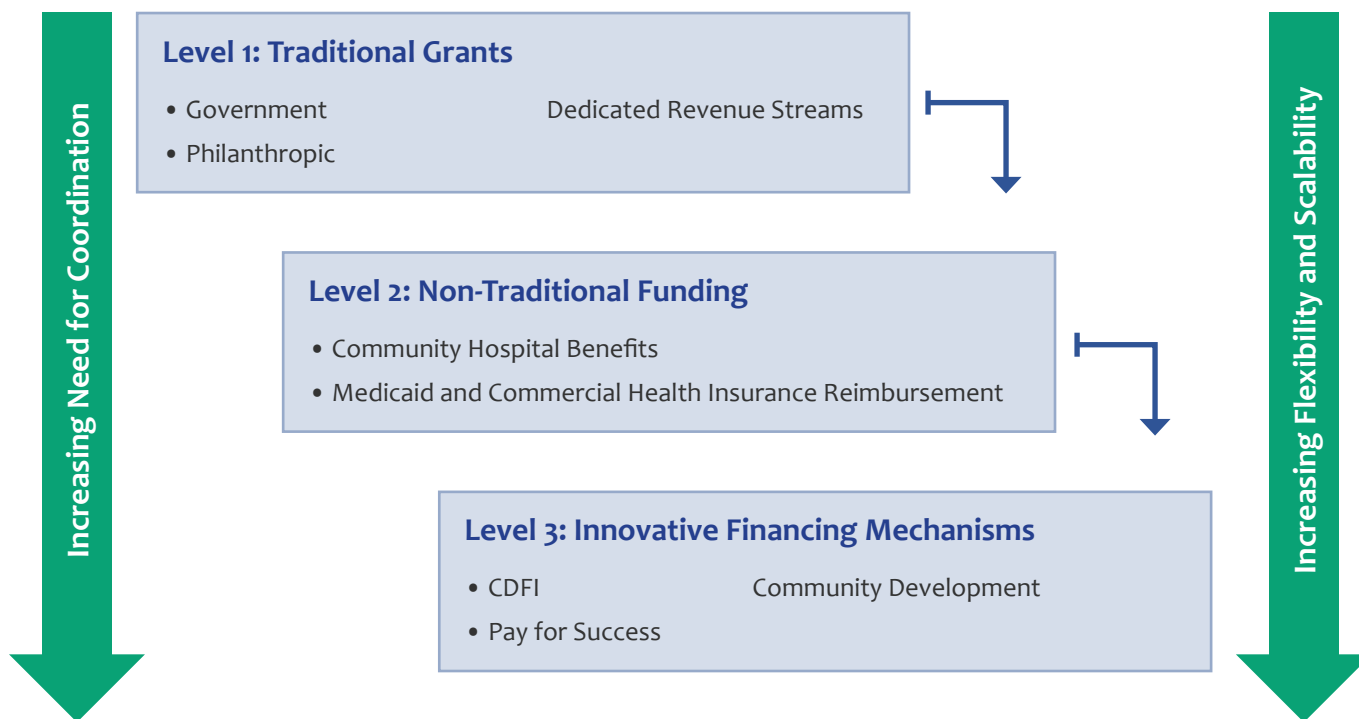 Increasing Need for Coordination
Level 1: Traditional Grants
• Government
Dedicated Revenue Streams
• Philanthropic
Level 2: Non-Traditional Funding
• Community Hospital Benefits
• Medicaid and Commercial Health Insurance Reimbursement
Level 3: Innovative Financing Mechanisms
• CDFI
Community Development
• Pay for Success
Increasing Flexibility and Scalability